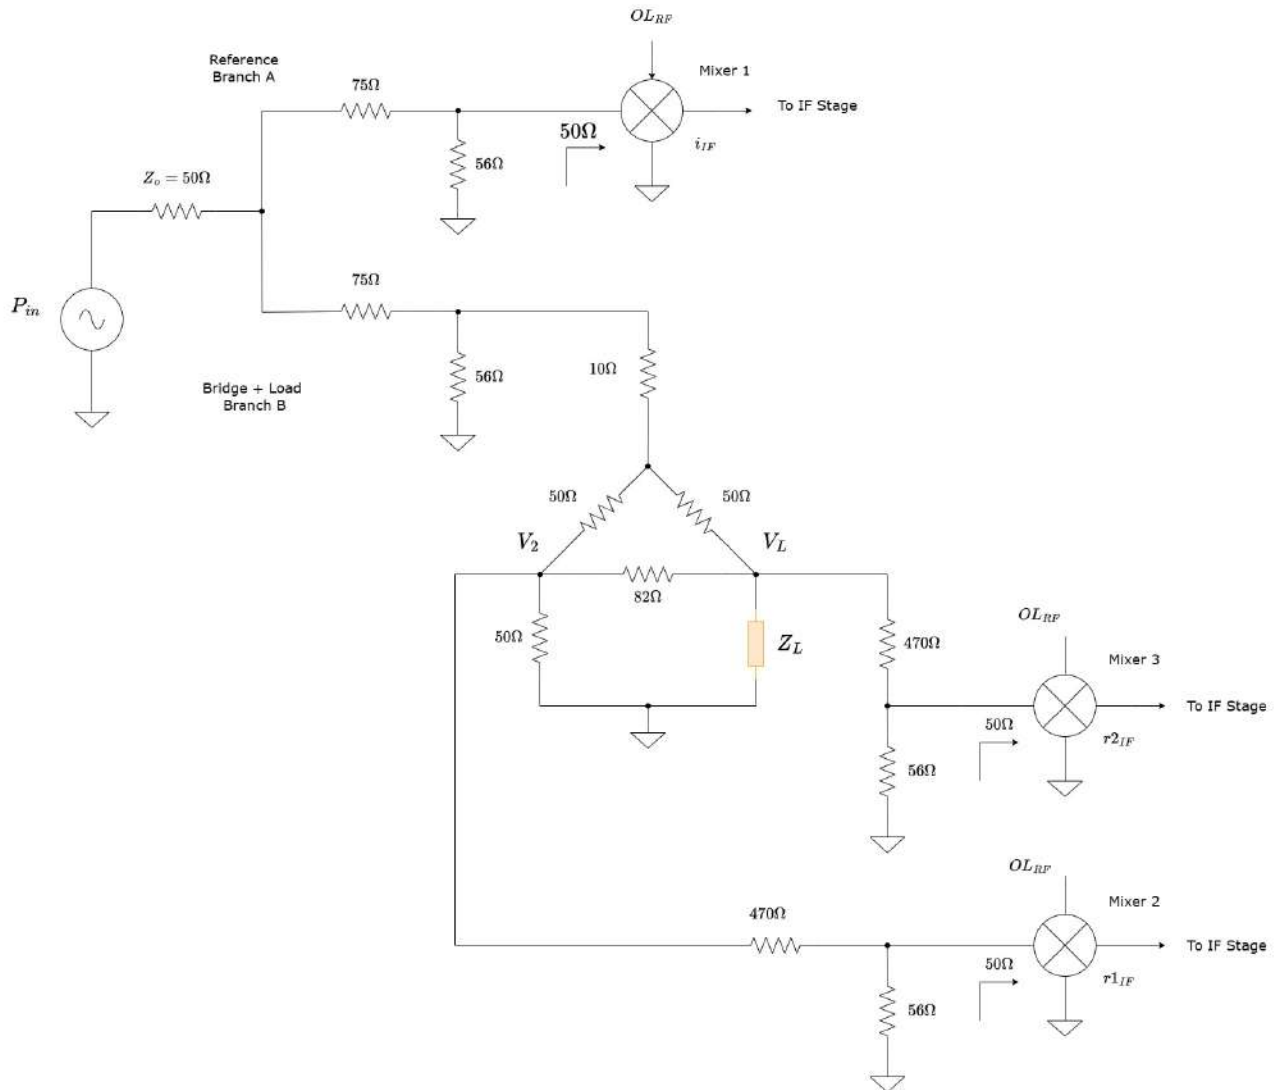 OL_RF
Reference
Branch A
75Ω
Mixer 1
To IF Stage
50Ω
i_IF
56Ω
Z_o = 50Ω
75Ω
P_in
56Ω
10Ω
Bridge + Load
Branch B
50Ω
50Ω
V_2
V_L
82Ω
50Ω
Z_L
470Ω
OL_RF
Mixer 3
To IF Stage
50Ω
r2_IF
56Ω
OL_RF
Mixer 2
470Ω
To IF Stage
50Ω
r1_IF
56Ω